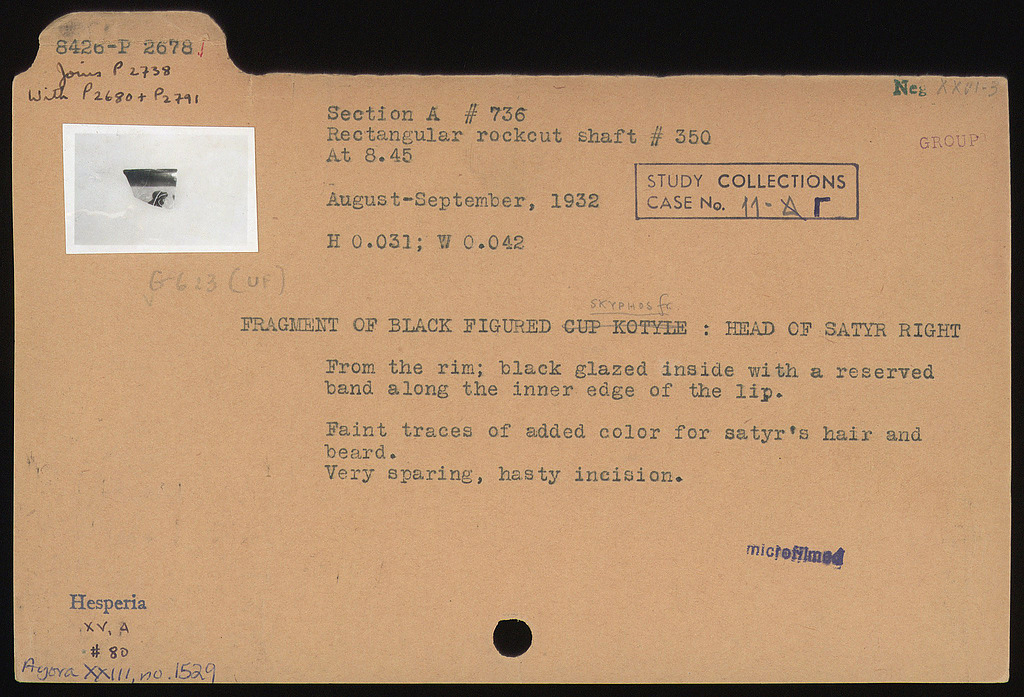 8426-P 2678
Joins P 2738
With P2680 + P2791
Neg XXVI-3
GROUP
Section A # 736
Rectangular rockcut shaft # 350
At 8.45
STUDY COLLECTIONS
CASE No. 11-A Γ
August-September, 1932
H 0.031; W 0.042
G 623 (UF)
SKYPHOS fr.
FRAGMENT OF BLACK FIGURED CUP KOTYLE : HEAD OF SATYR RIGHT
From the rim; black glazed inside with a reserved
band along the inner edge of the lip.
Faint traces of added color for satyr's hair and
beard.
Very sparing, hasty incision.
microfilmed
Hesperia
XV, A
# 80
Agora XXIII, no. 1529